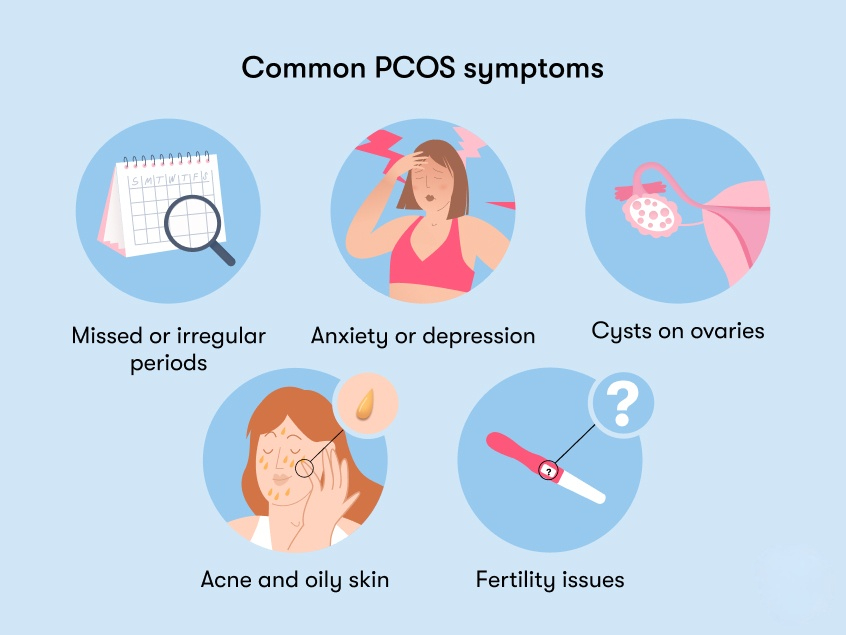 Common PCOS symptoms
S M T W T F S
Missed or irregular
periods
Anxiety or depression
Cysts on ovaries
?
?
Acne and oily skin
Fertility issues